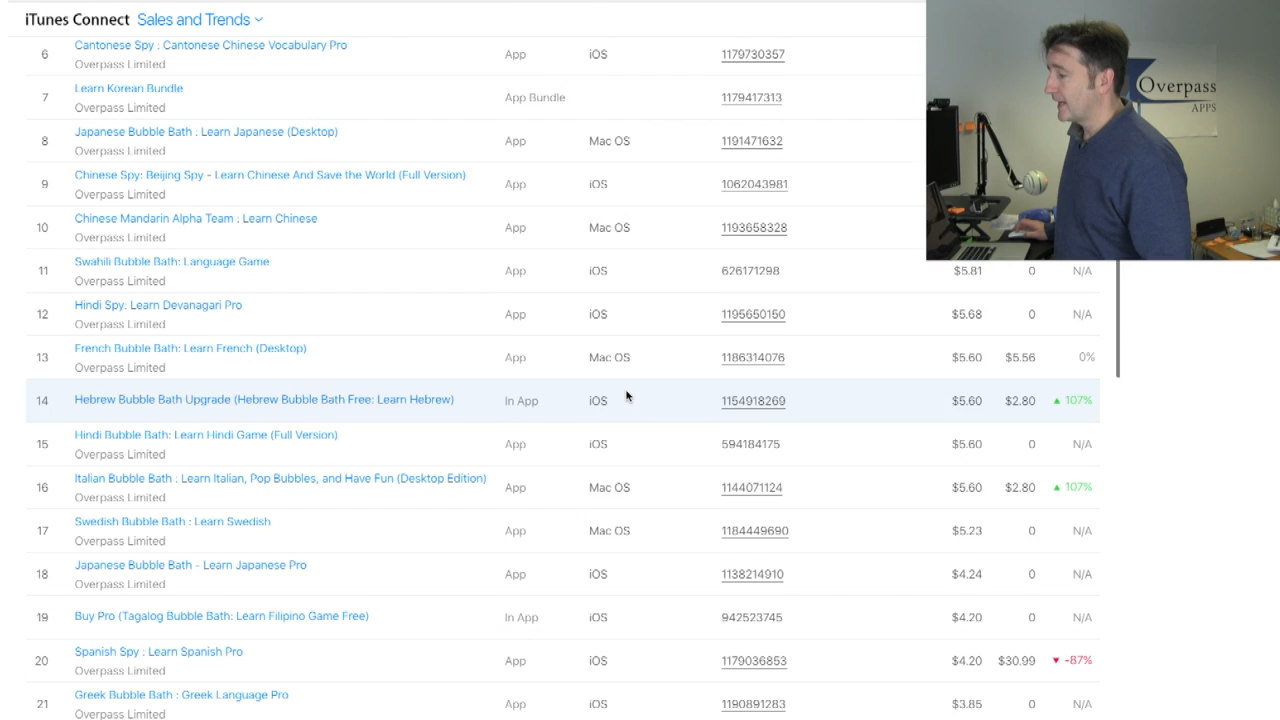 iTunes Connect Sales and Trends
6 Cantonese Spy : Cantonese Chinese Vocabulary Pro App iOS 1179730357
Overpass Limited
7 Learn Korean Bundle App Bundle 1179417313
Overpass Limited
8 Japanese Bubble Bath : Learn Japanese (Desktop) App Mac OS 1191471632
Overpass Limited
9 Chinese Spy: Beijing Spy - Learn Chinese And Save the World (Full Version) App iOS 1062043981
Overpass Limited
10 Chinese Mandarin Alpha Team : Learn Chinese App Mac OS 1193658328
Overpass Limited
11 Swahili Bubble Bath: Language Game App iOS 626171298 $5.81 0 N/A
Overpass Limited
12 Hindi Spy: Learn Devanagari Pro App iOS 1195650150 $5.68 0 N/A
Overpass Limited
13 French Bubble Bath: Learn French (Desktop) App Mac OS 1186314076 $5.60 $5.56 0%
Overpass Limited
14 Hebrew Bubble Bath Upgrade (Hebrew Bubble Bath Free: Learn Hebrew) In App iOS 1154918269 $5.60 $2.80 ▲ 107%
15 Hindi Bubble Bath: Learn Hindi Game (Full Version) App iOS 594184175 $5.60 0 N/A
Overpass Limited
16 Italian Bubble Bath : Learn Italian, Pop Bubbles, and Have Fun (Desktop Edition) App Mac OS 1144071124 $5.60 $2.80 ▲ 107%
Overpass Limited
17 Swedish Bubble Bath : Learn Swedish App Mac OS 1184449690 $5.23 0 N/A
Overpass Limited
18 Japanese Bubble Bath - Learn Japanese Pro App iOS 1138214910 $4.24 0 N/A
Overpass Limited
19 Buy Pro (Tagalog Bubble Bath: Learn Filipino Game Free) In App iOS 942523745 $4.20 0 N/A
20 Spanish Spy : Learn Spanish Pro App iOS 1179036853 $4.20 $30.99 ▼ -87%
Overpass Limited
21 Greek Bubble Bath : Greek Language Pro App iOS 1190891283 $3.85 0 N/A
Overpass Limited
Overpass
APPS